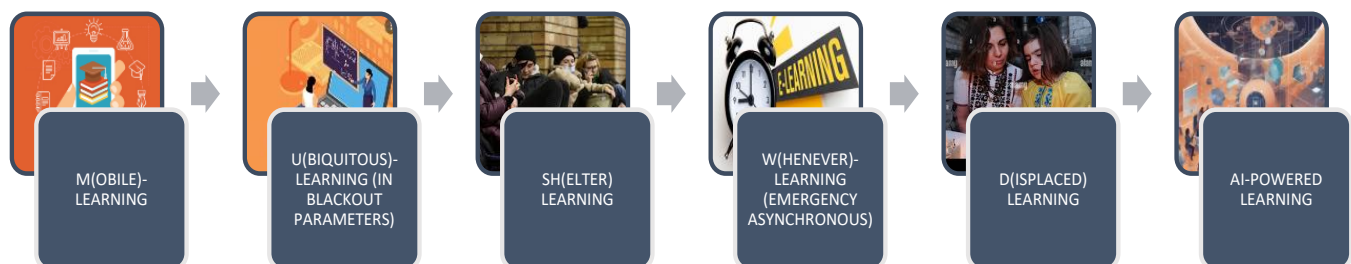 M(OBILE)-
LEARNING
U(BIQUITOUS)-
LEARNING (IN
BLACKOUT
PARAMETERS)
SH(ELTER)
LEARNING
E-LEARNING
W(HENEVER)-
LEARNING
(EMERGENCY
ASYNCHRONOUS)
D(ISPLACED)
LEARNING
AI-POWERED
LEARNING